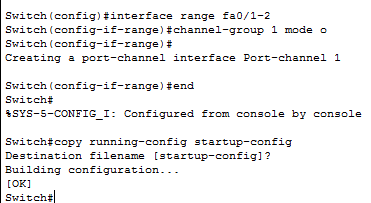 Switch(config)#interface range fa0/1-2
Switch(config-if-range)#channel-group 1 mode o
Switch(config-if-range)#
Creating a port-channel interface Port-channel 1
Switch(config-if-range)#end
Switch#
%SYS-5-CONFIG_I: Configured from console by console
Switch#copy running-config startup-config
Destination filename [startup-config]?
Building configuration...
[OK]
Switch#